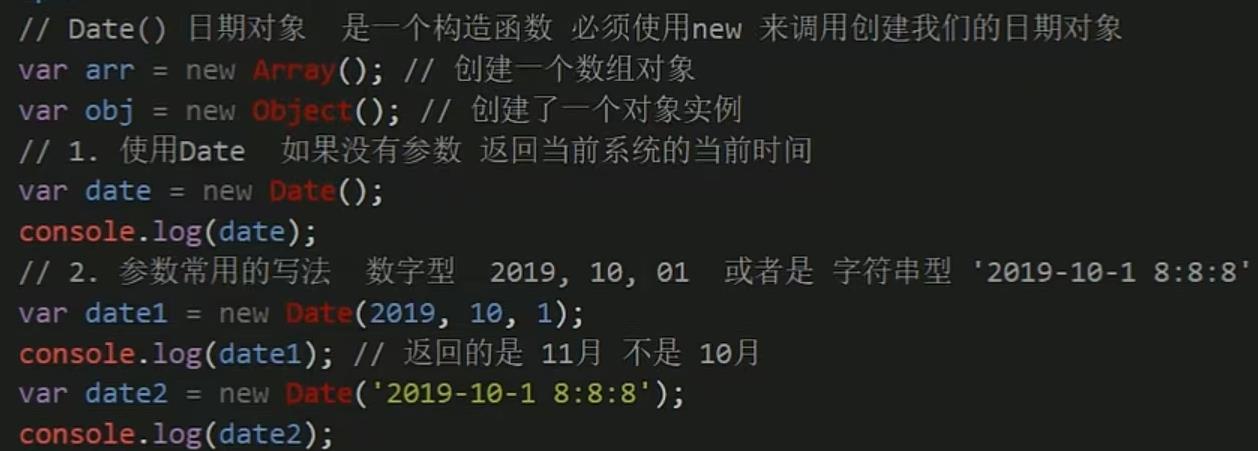 // Date() 日期对象 是一个构造函数 必须使用new 来调用创建我们的日期对象
var arr = new Array(); // 创建一个数组对象
var obj = new Object(); // 创建了一个对象实例
// 1. 使用Date 如果没有参数 返回当前系统的当前时间
var date = new Date();
console.log(date);
// 2. 参数常用的写法 数字型 2019, 10, 01 或者是 字符串型 '2019-10-1 8:8:8'
var date1 = new Date(2019, 10, 1);
console.log(date1); // 返回的是 11月 不是 10月
var date2 = new Date('2019-10-1 8:8:8');
console.log(date2);